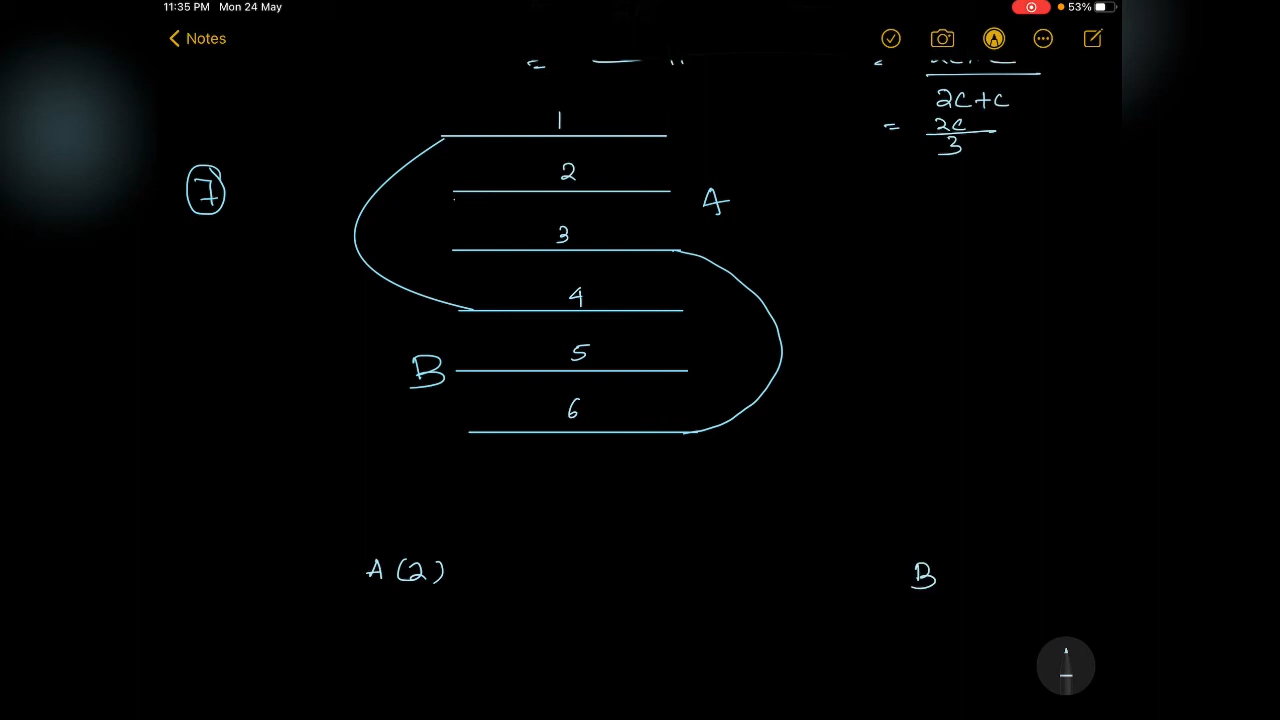 11:35 PM Mon 24 May 53%
Notes
=
2C+C
= 2C
3
1
2
7
A
3
4
5
B
6
A (2) B